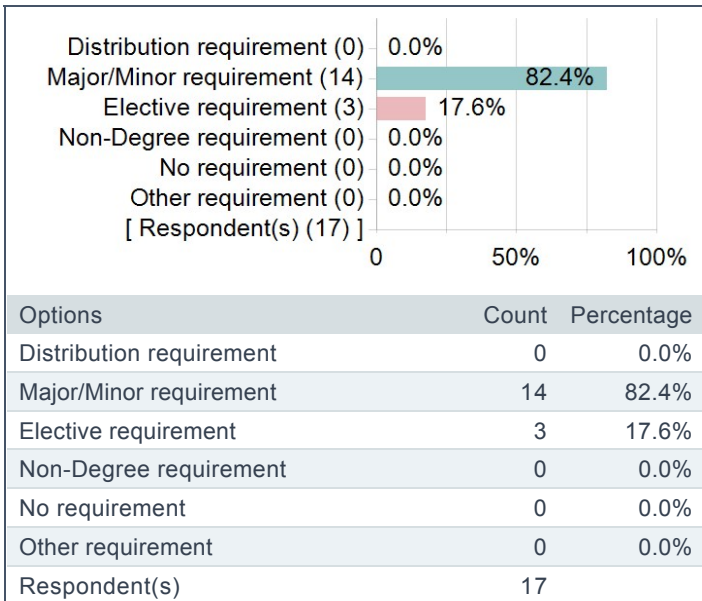 Distribution requirement (0) 0.0%
Major/Minor requirement (14) 82.4%
Elective requirement (3) 17.6%
Non-Degree requirement (0) 0.0%
No requirement (0) 0.0%
Other requirement (0) 0.0%
[ Respondent(s) (17) ]
0 50% 100%
Options Count Percentage
Distribution requirement 0 0.0%
Major/Minor requirement 14 82.4%
Elective requirement 3 17.6%
Non-Degree requirement 0 0.0%
No requirement 0 0.0%
Other requirement 0 0.0%
Respondent(s) 17